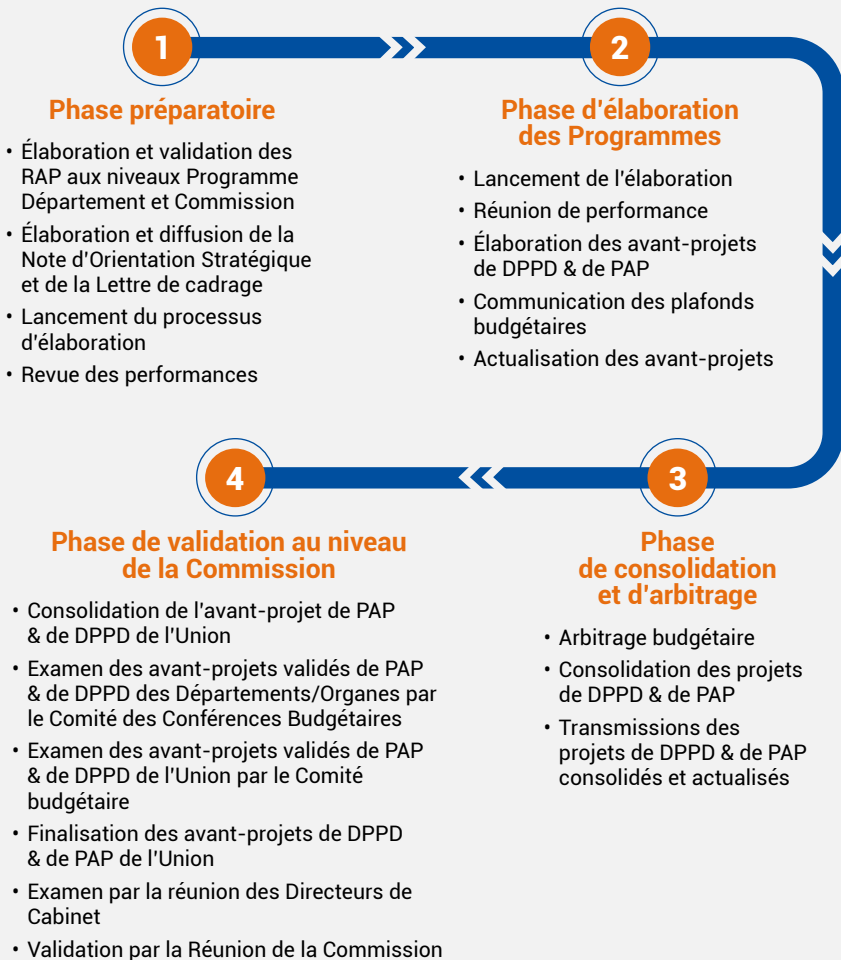 1
Phase préparatoire
• Élaboration et validation des
RAP aux niveaux Programme
Département et Commission
• Élaboration et diffusion de la
Note d'Orientation Stratégique
et de la Lettre de cadrage
• Lancement du processus
d'élaboration
• Revue des performances
2
Phase d'élaboration
des Programmes
• Lancement de l'élaboration
• Réunion de performance
• Élaboration des avant-projets
de DPPD & de PAP
• Communication des plafonds
budgétaires
• Actualisation des avant-projets
3
Phase
de consolidation
et d'arbitrage
• Arbitrage budgétaire
• Consolidation des projets
de DPPD & de PAP
• Transmissions des
projets de DPPD & de PAP
consolidés et actualisés
4
Phase de validation au niveau
de la Commission
• Consolidation de l'avant-projet de PAP
& de DPPD de l'Union
• Examen des avant-projets validés de PAP
& de DPPD des Départements/Organes par
le Comité des Conférences Budgétaires
• Examen des avant-projets validés de PAP
& de DPPD de l'Union par le Comité
budgétaire
• Finalisation des avant-projets de DPPD
& de PAP de l'Union
• Examen par la réunion des Directeurs de
Cabinet
• Validation par la Réunion de la Commission